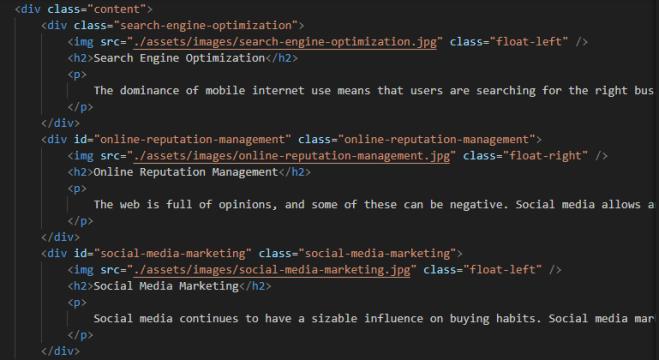 <div class="content">
<div class="search-engine-optimization">
<img src="./assets/images/search-engine-optimization.jpg" class="float-left" />
<h2>Search Engine Optimization</h2>
<p>
The dominance of mobile internet use means that users are searching for the right bus
</p>
</div>
<div id="online-reputation-management" class="online-reputation-management">
<img src="./assets/images/online-reputation-management.jpg" class="float-right" />
<h2>Online Reputation Management</h2>
<p>
The web is full of opinions, and some of these can be negative. Social media allows a
</p>
</div>
<div id="social-media-marketing" class="social-media-marketing">
<img src="./assets/images/social-media-marketing.jpg" class="float-left" />
<h2>Social Media Marketing</h2>
<p>
Social media continues to have a sizable influence on buying habits. Social media mar
</p>
</div>